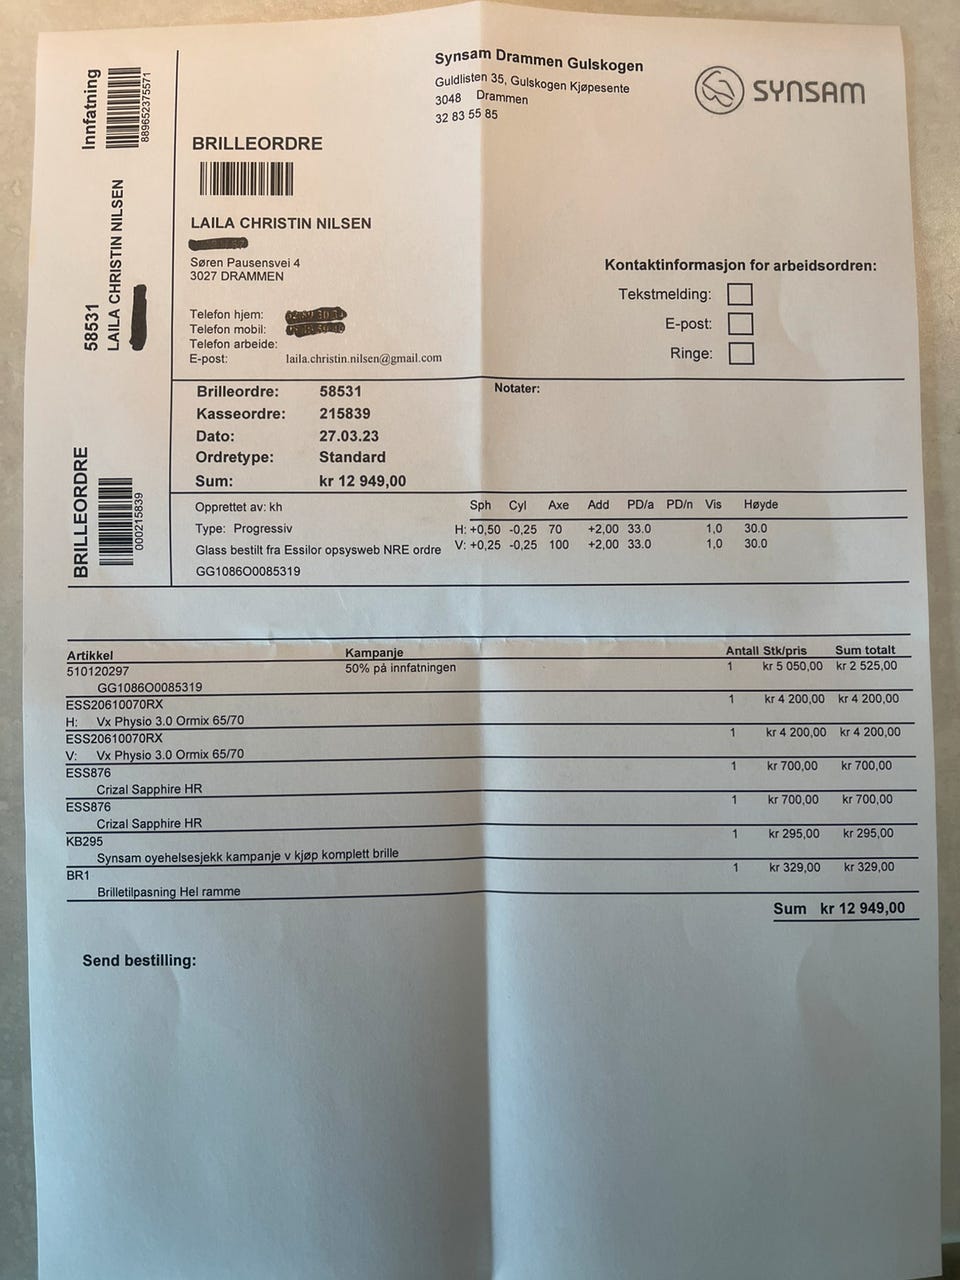 Synsam Drammen Gulskogen
Guldlisten 35, Gulskogen Kjøpesente
3048 Drammen
32 83 55 85
SYNSAM
Innfatning
889652375571
58531
LAILA CHRISTIN NILSEN
BRILLEORDRE
000215839
BRILLEORDRE
LAILA CHRISTIN NILSEN
Søren Pausensvei 4
3027 DRAMMEN
Telefon hjem:
Telefon mobil:
Telefon arbeide:
E-post: laila.christin.nilsen@gmail.com
Kontaktinformasjon for arbeidsordren:
Tekstmelding:
E-post:
Ringe:
Brilleordre: 58531
Kasseordre: 215839
Dato: 27.03.23
Ordretype: Standard
Sum: kr 12 949,00
Notater:
Opprettet av: kh
Type: Progressiv
Glass bestilt fra Essilor opsysweb NRE ordre
GG1086O0085319
Sph Cyl Axe Add PD/a PD/n Vis Høyde
H: +0,50 -0,25 70 +2,00 33.0 1,0 30.0
V: +0,25 -0,25 100 +2,00 33.0 1,0 30.0
Artikkel Kampanje Antall Stk/pris Sum totalt
510120297 50% på innfatningen 1 kr 5 050,00 kr 2 525,00
GG1086O0085319
ESS20610070RX 1 kr 4 200,00 kr 4 200,00
H: Vx Physio 3.0 Ormix 65/70
ESS20610070RX 1 kr 4 200,00 kr 4 200,00
V: Vx Physio 3.0 Ormix 65/70
ESS876 1 kr 700,00 kr 700,00
Crizal Sapphire HR
ESS876 1 kr 700,00 kr 700,00
Crizal Sapphire HR
KB295 1 kr 295,00 kr 295,00
Synsam oyehelsesjekk kampanje v kjøp komplett brille
BR1 1 kr 329,00 kr 329,00
Brilletilpasning Hel ramme
Sum kr 12 949,00
Send bestilling: